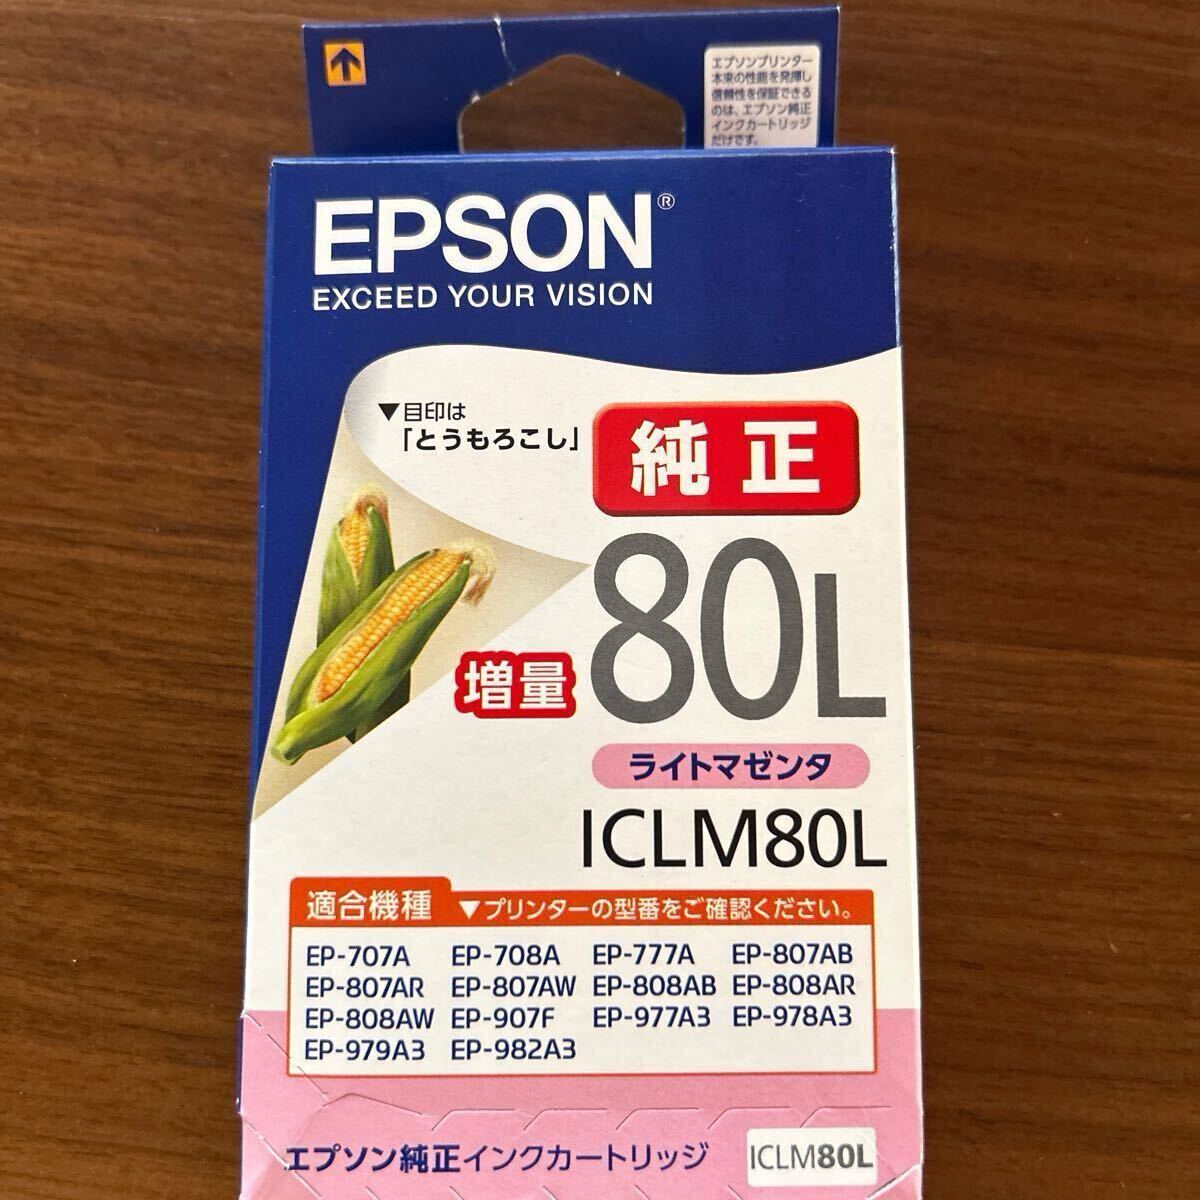 エプソンプリンター
本来の性能を発揮し
信頼性を保証できる
のは、エプソン純正
インクカートリッジ
だけです。
EPSON®
EXCEED YOUR VISION
▼目印は
「とうもろこし」
純正
80L
増量
ライトマゼンタ
ICLM80L
適合機種 ▼プリンターの型番をご確認ください。
EP-707A EP-708A EP-777A EP-807AB
EP-807AR EP-807AW EP-808AB EP-808AR
EP-808AW EP-907F EP-977A3 EP-978A3
EP-979A3 EP-982A3
エプソン純正インクカートリッジ ICLM80L